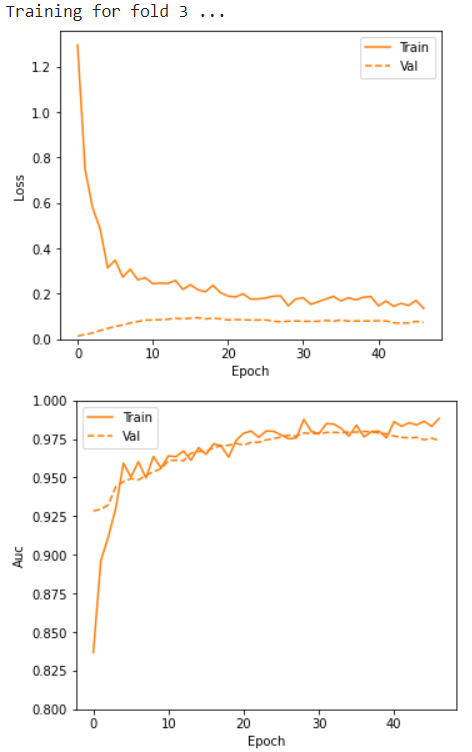 Training for fold 3 ...
Train
Val
1.2
1.0
0.8
0.6
0.4
0.2
0.0
Loss
0 10 20 30 40
Epoch
Train
Val
1.000
0.975
0.950
0.925
0.900
0.875
0.850
0.825
0.800
Auc
0 10 20 30 40
Epoch